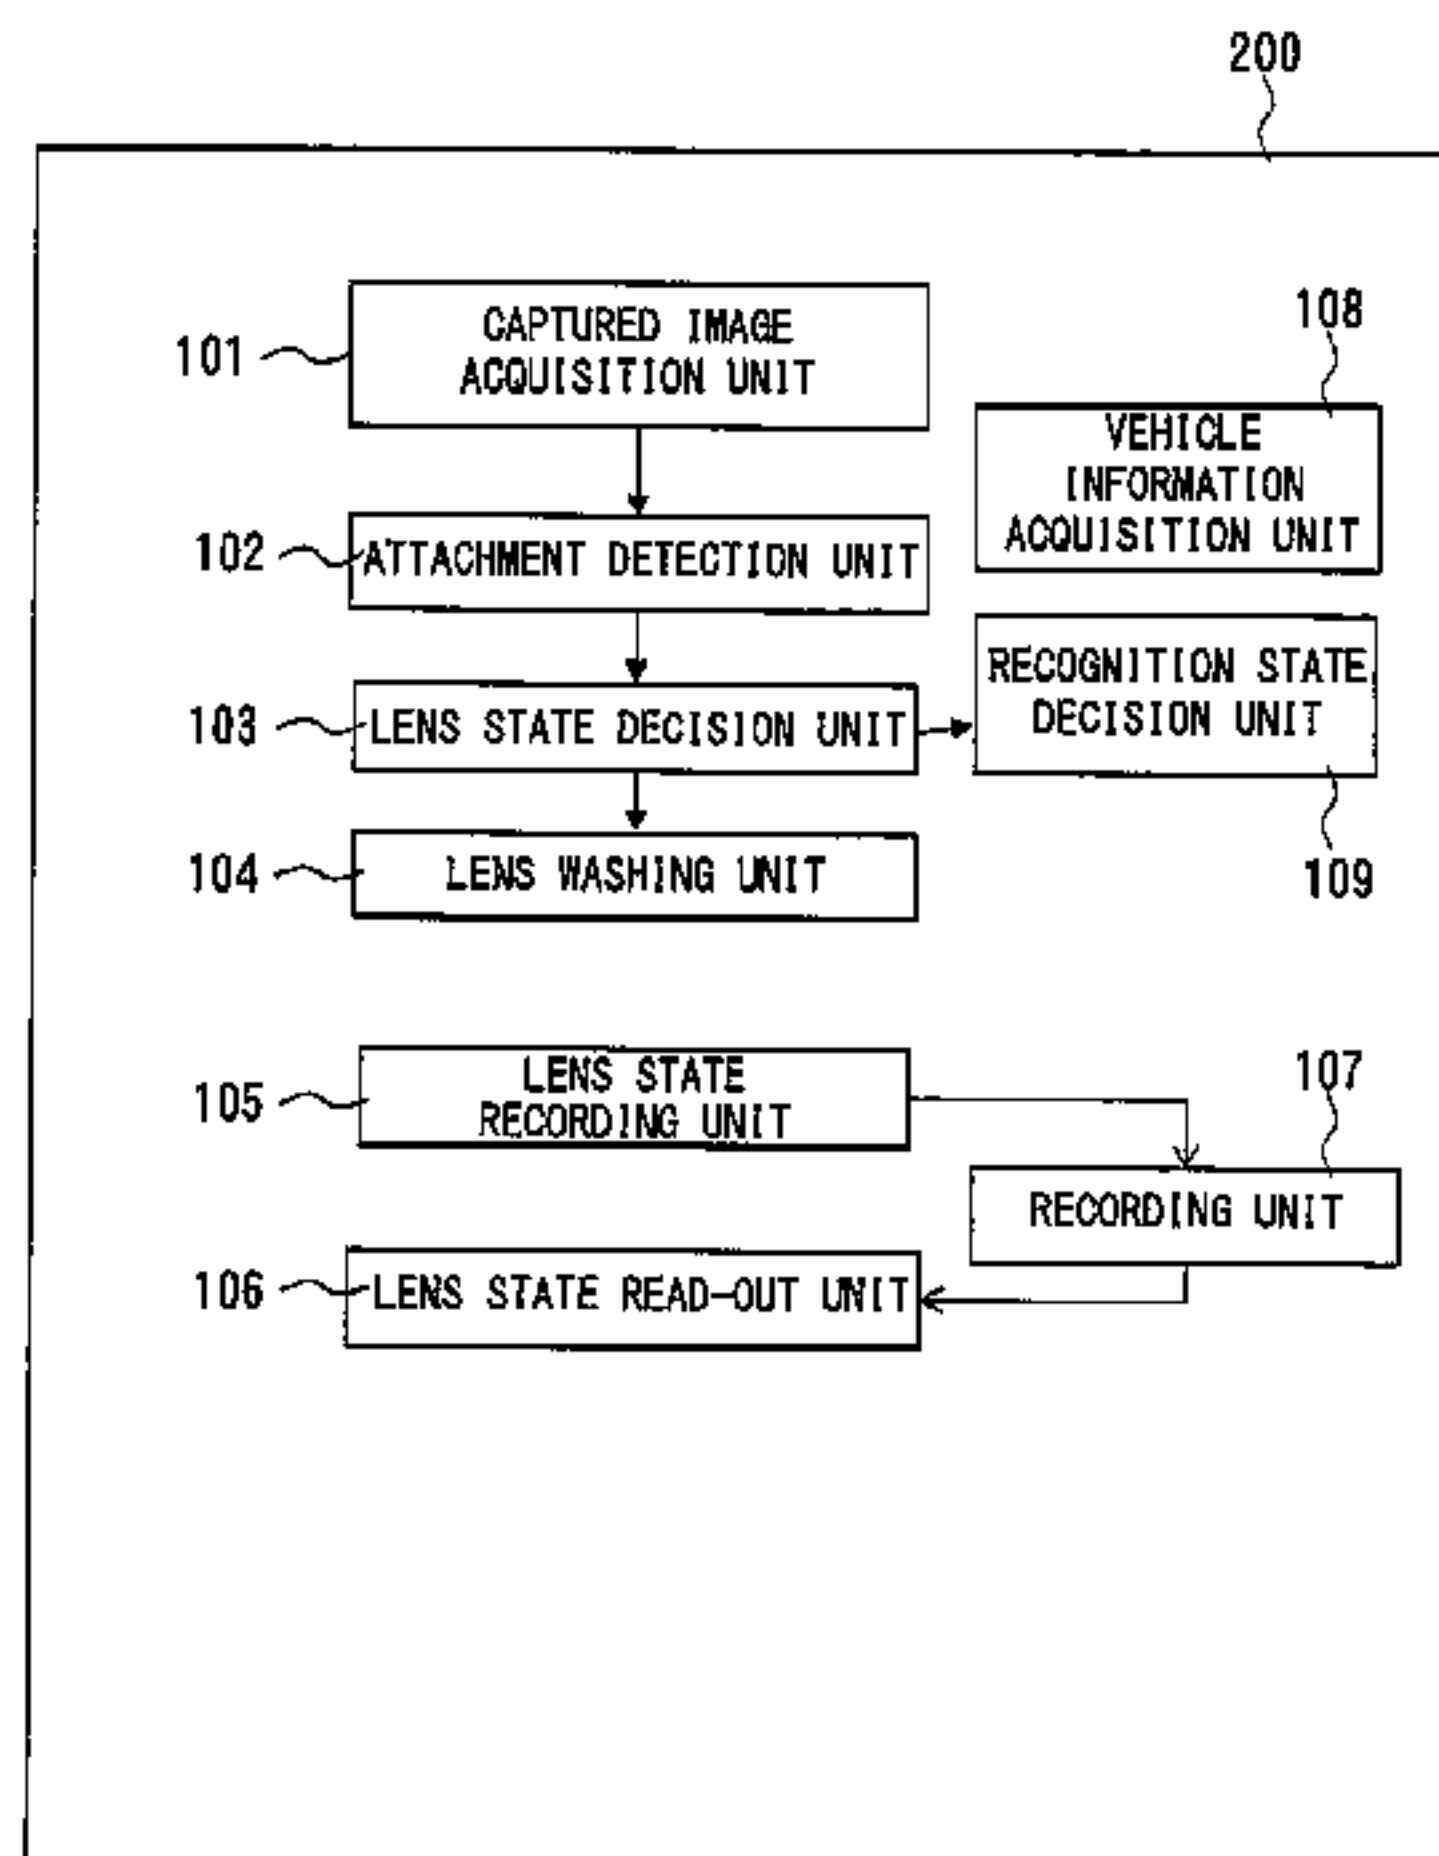 200
101
CAPTURED IMAGE
ACQUISITION UNIT
108
VEHICLE
INFORMATION
ACQUISITION UNIT
102
ATTACHMENT DETECTION UNIT
103
LENS STATE DECISION UNIT
RECOGNITION STATE
DECISION UNIT
109
104
LENS WASHING UNIT
105
LENS STATE
RECORDING UNIT
107
RECORDING UNIT
106
LENS STATE READ-OUT UNIT